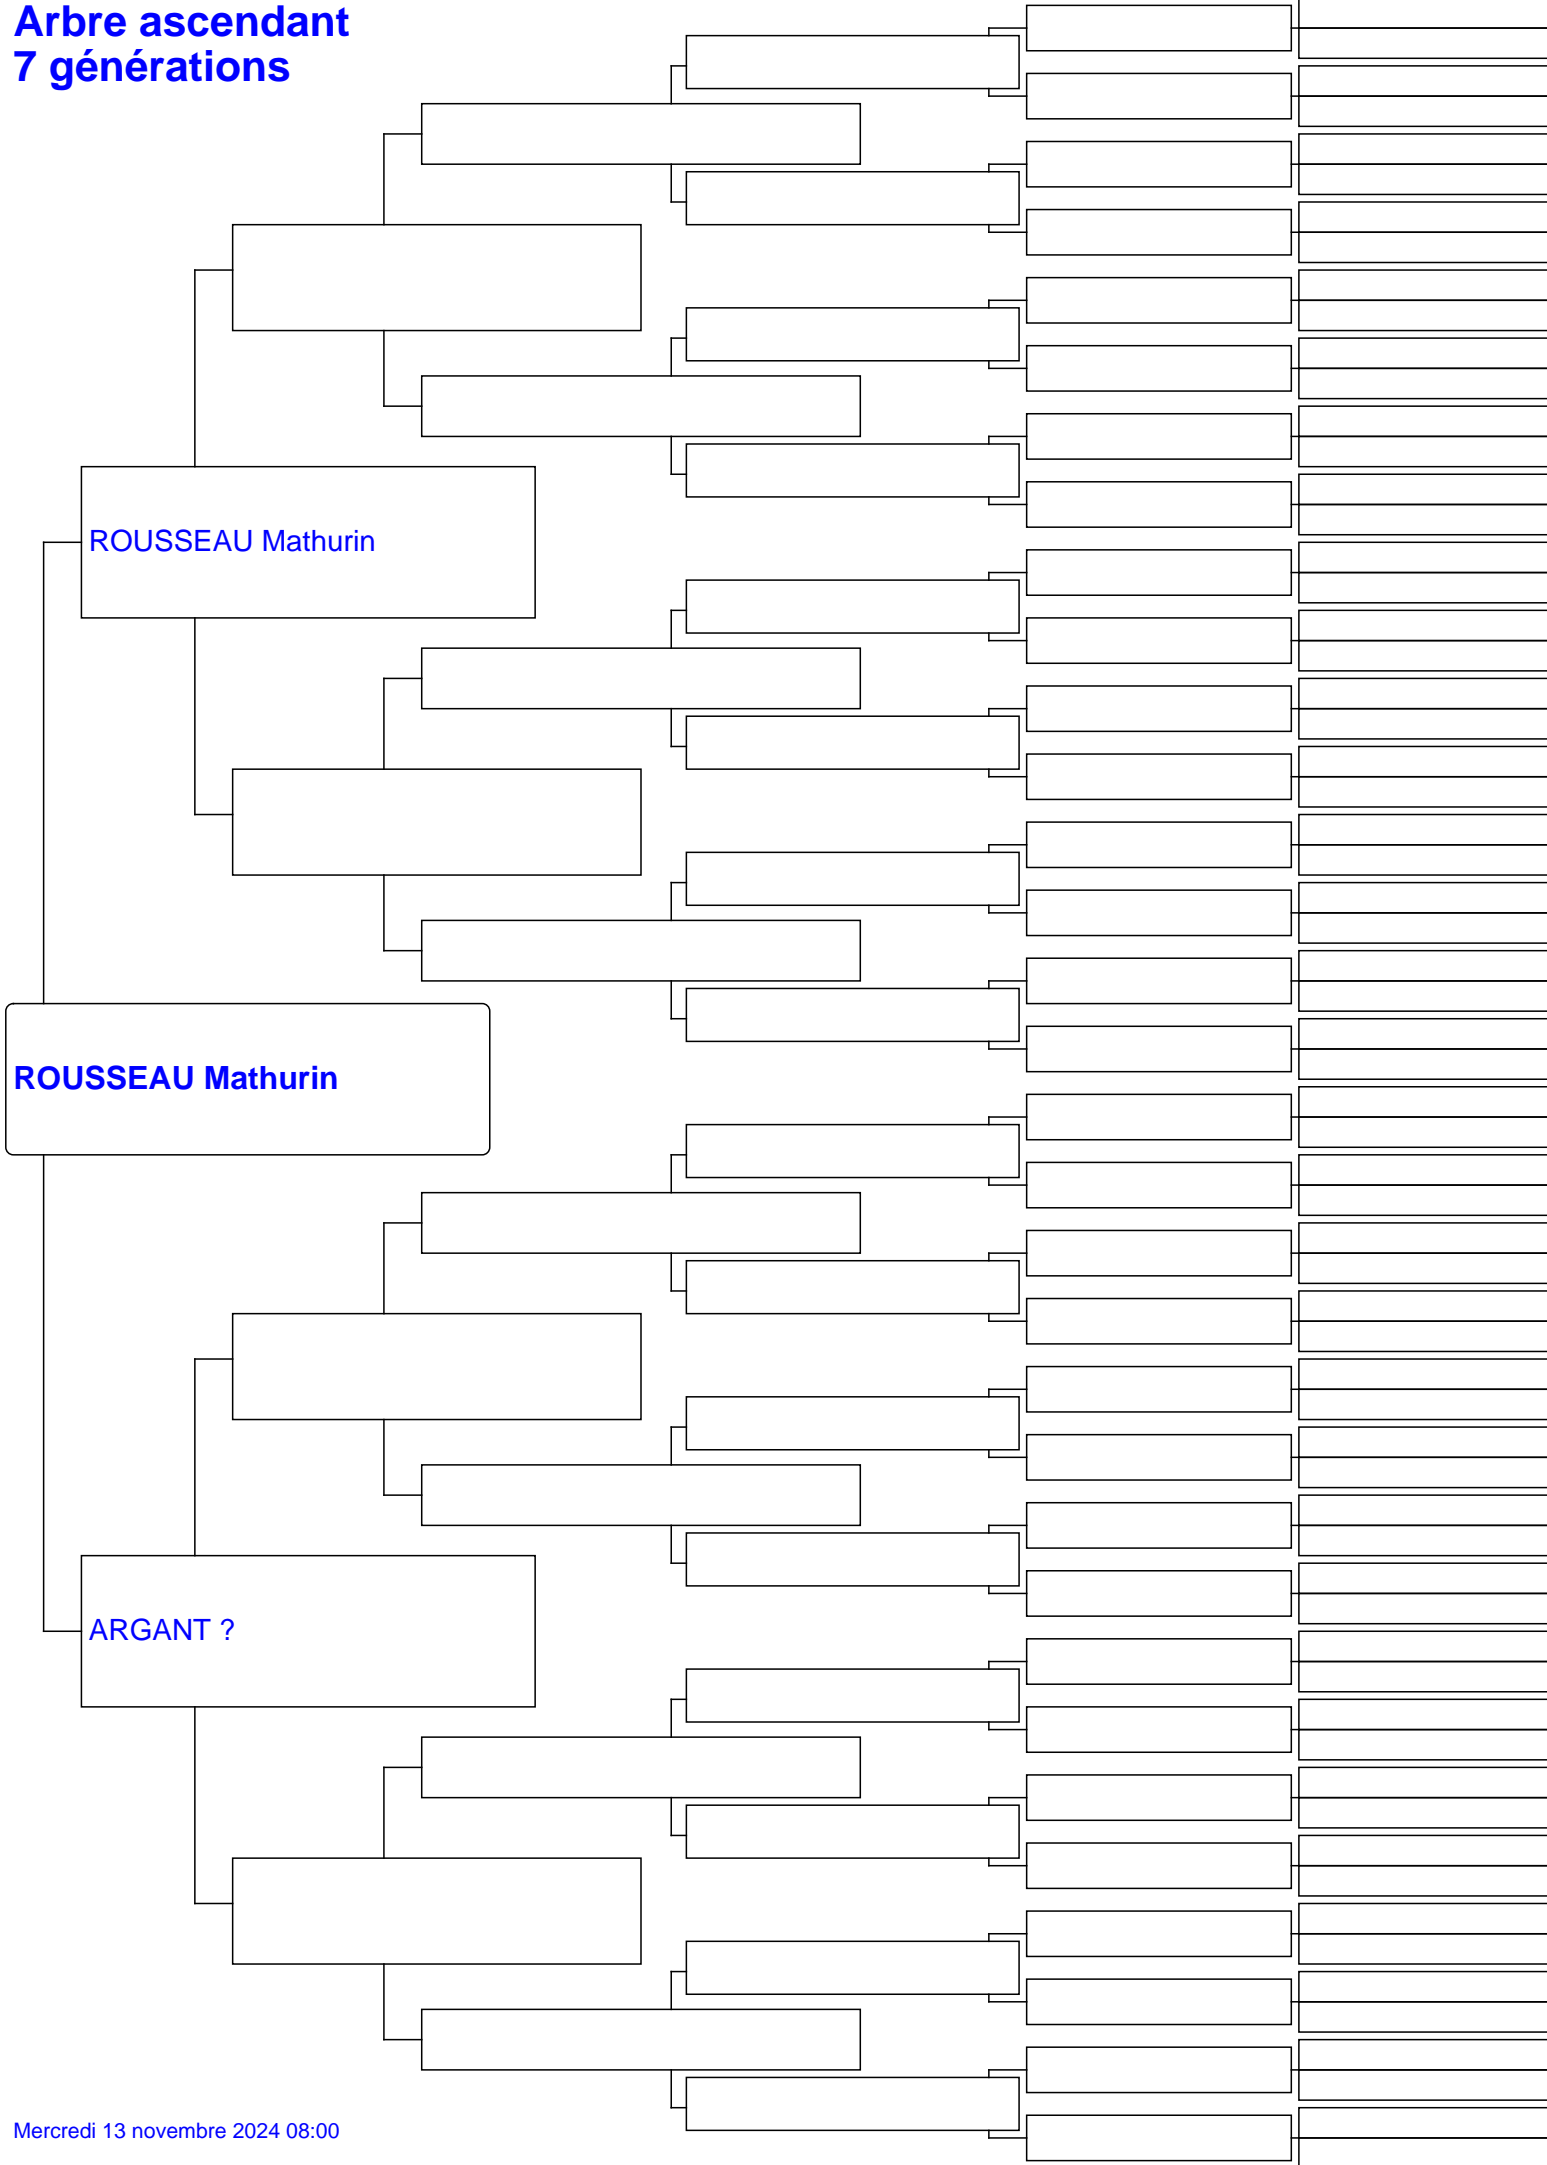 Arbre ascendant
7 générations
ROUSSEAU Mathurin
ROUSSEAU Mathurin
ARGANT ?
Mercredi 13 novembre 2024 08:00